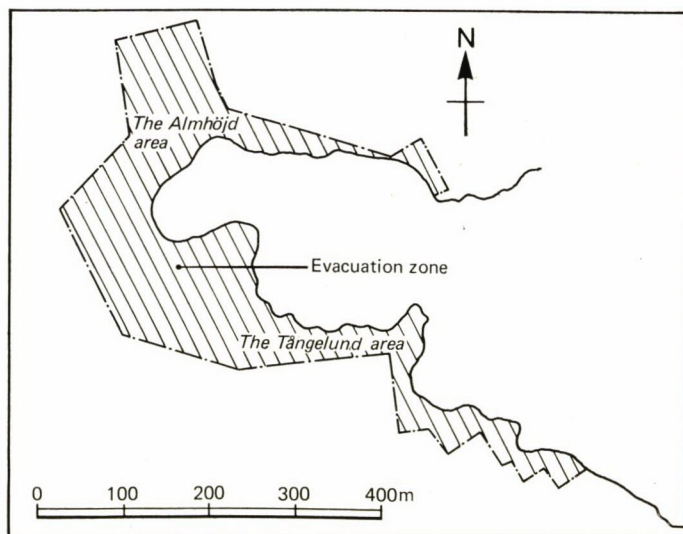 N
The Almhöjd
area
Evacuation zone
The Tångelund area
0 100 200 300 400m